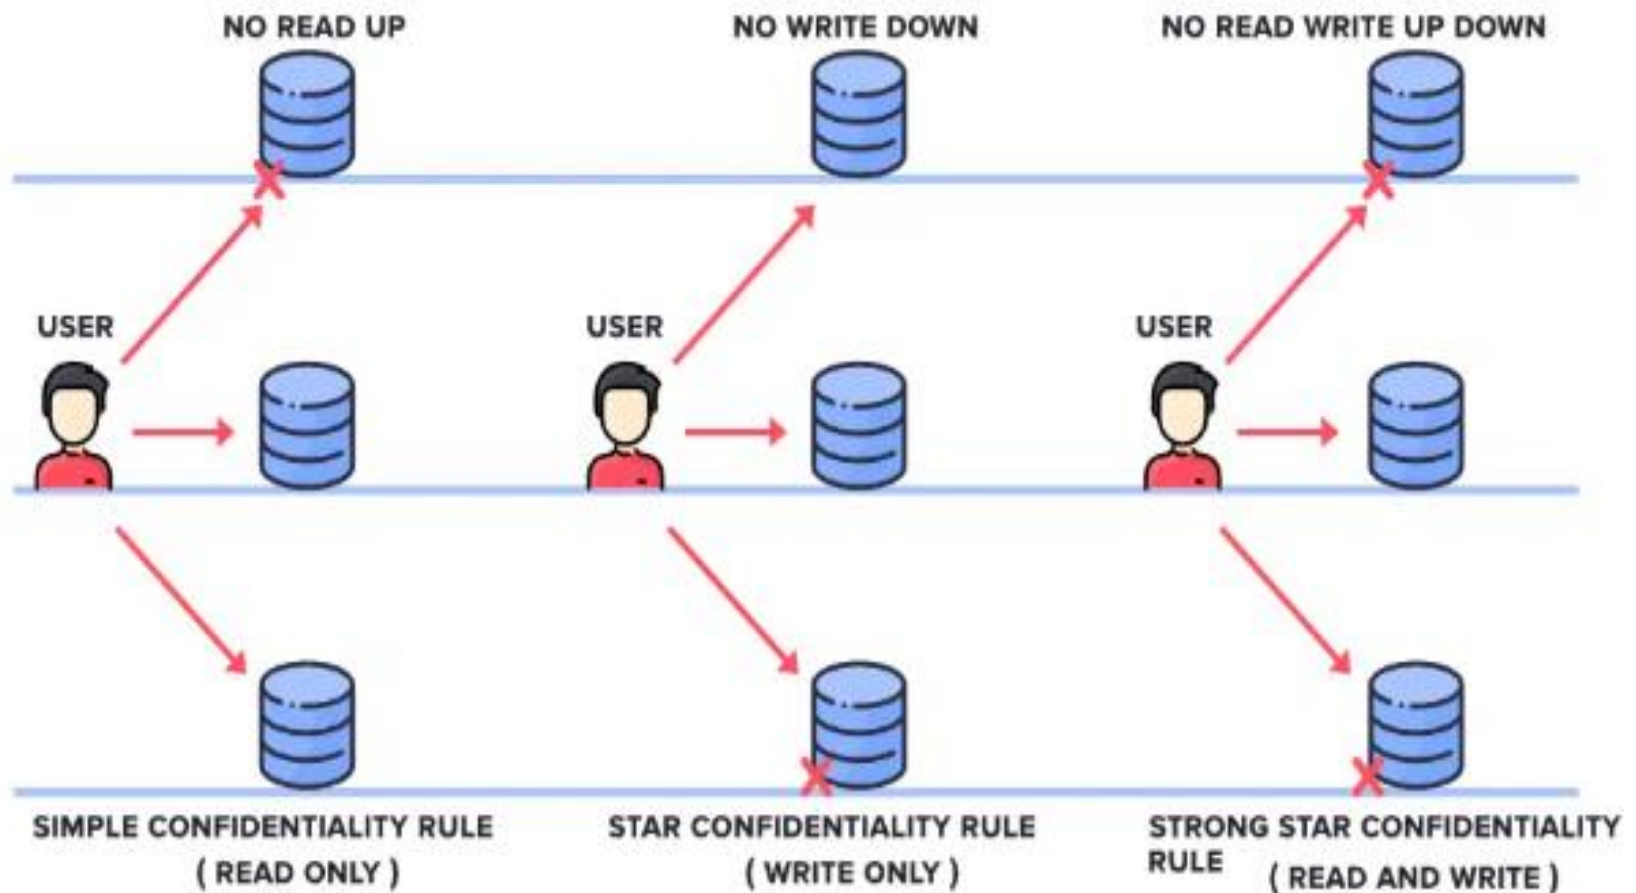 NO READ UP
NO WRITE DOWN
NO READ WRITE UP DOWN
USER
USER
USER
SIMPLE CONFIDENTIALITY RULE
( READ ONLY )
STAR CONFIDENTIALITY RULE
( WRITE ONLY )
STRONG STAR CONFIDENTIALITY
RULE ( READ AND WRITE )